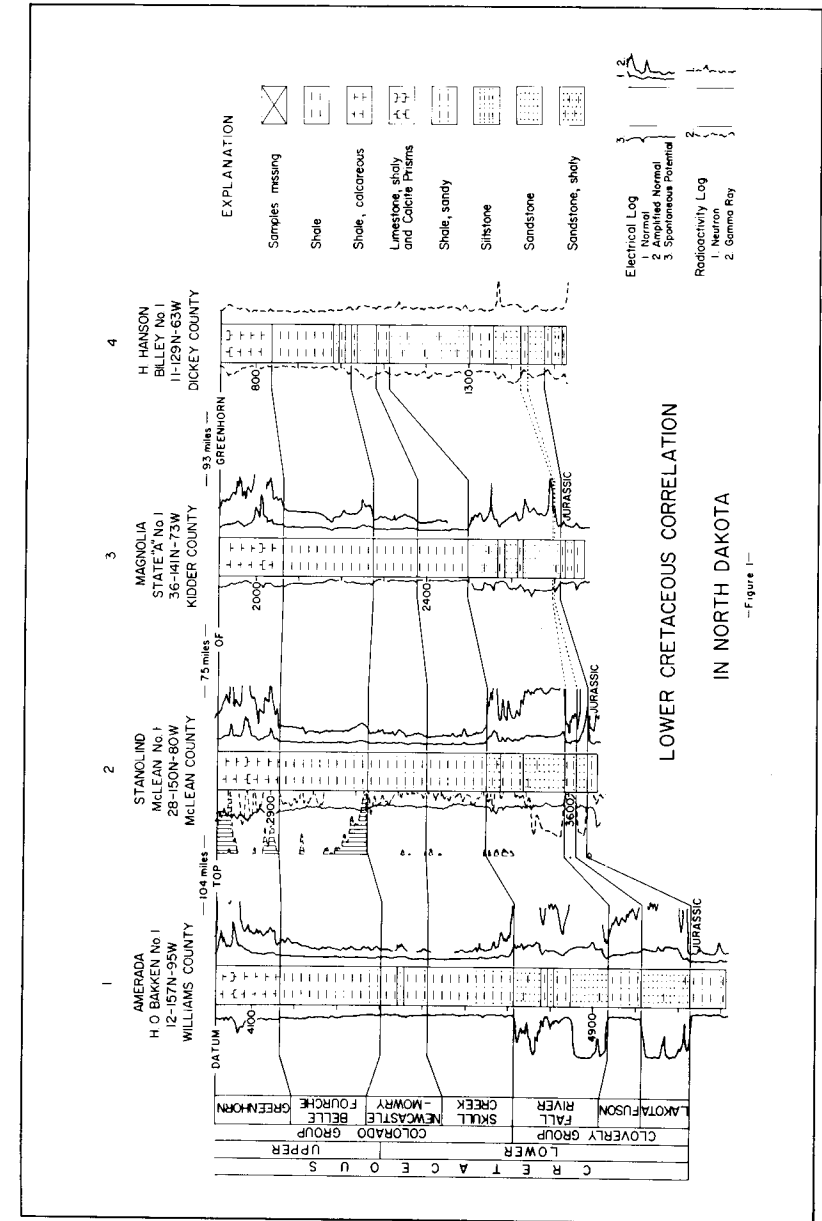 1
AMERADA
H. O. BAKKEN No. 1
12-157N-95W
WILLIAMS COUNTY
2
STANOLIND
McLEAN No. 1
28-150N-80W
McLEAN COUNTY
3
MAGNOLIA
STATE "A" No. 1
36-141N-73W
KIDDER COUNTY
4
H HANSON
BILLEY No. 1
11-129N-63W
DICKEY COUNTY
104 miles
75 miles
93 miles
DATUM
TOP
OF
GREENHORN
4100
4900
2900
3600
2000
2400
800
1300
JURASSIC
JURASSIC
JURASSIC
CRETACEOUS
UPPER
LOWER
COLORADO GROUP
CLOVERLY GROUP
GREENHORN
BELLE
FOURCHE
NEWCASTLE
-MOWRY
SKULL
CREEK
FALL
RIVER
FUSON
LAKOTA
EXPLANATION
Samples missing
Shale
Shale, calcareous
Limestone, shaly
and Calcite Prisms
Shale, sandy
Siltstone
Sandstone
Sandstone, shaly
Electrical Log
1 Normal
2 Amplified Normal
3. Spontaneous Potential
3
1
2
Radioactivity Log
1. Neutron
2. Gamma Ray
2
1
LOWER CRETACEOUS CORRELATION
IN NORTH DAKOTA
—Figure 1—